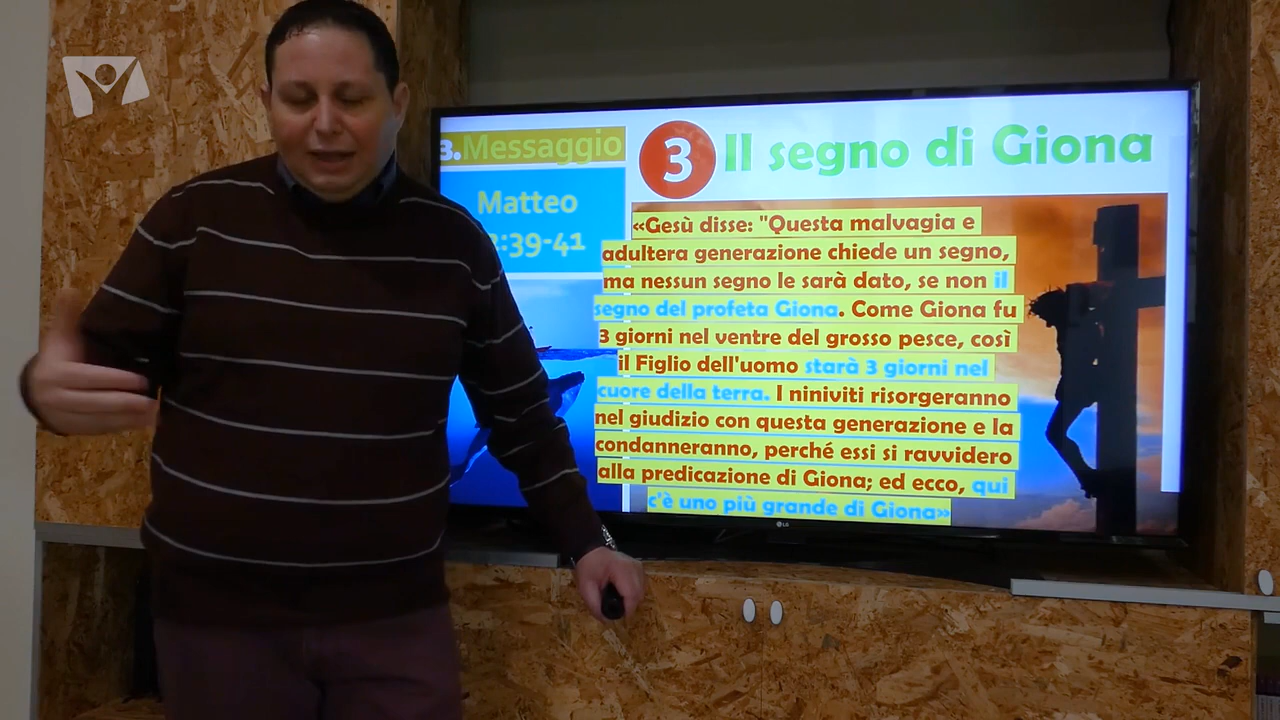 3.Messaggio
Matteo
:39-41
3
Il segno di Giona
«Gesù disse: "Questa malvagia e
adultera generazione chiede un segno,
ma nessun segno le sarà dato, se non il
segno del profeta Giona. Come Giona fu
3 giorni nel ventre del grosso pesce, così
il Figlio dell'uomo starà 3 giorni nel
cuore della terra. I niniviti risorgeranno
nel giudizio con questa generazione e la
condanneranno, perché essi si ravvidero
alla predicazione di Giona; ed ecco, qui
c'è uno più grande di Giona»
LG